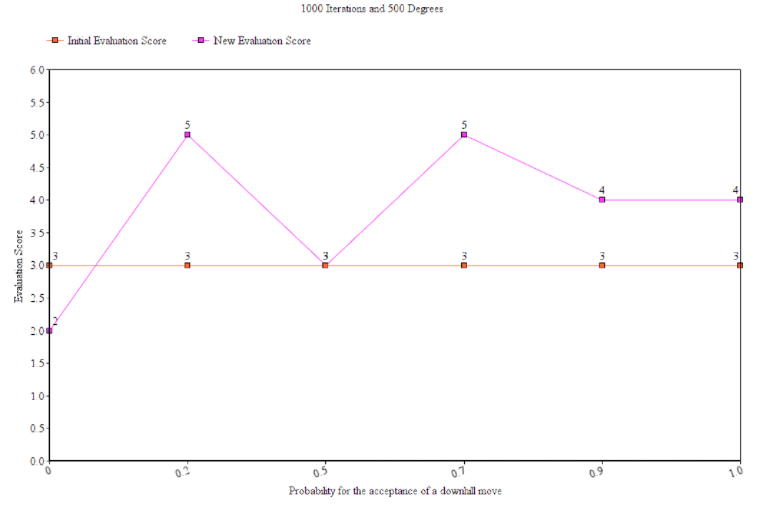 1000 Iterations and 500 Degrees
Initial Evaluation Score New Evaluation Score
6.0
5.5
5 5
5.0
4.5
4 4
4.0
3.5
3 3 3 3 3 3
3.0
Evaluation Score
2.5
2
2.0
1.5
1.0
0.5
0.0
0 0.2 0.5 0.7 0.9 1.0
Probability for the acceptance of a downhill move